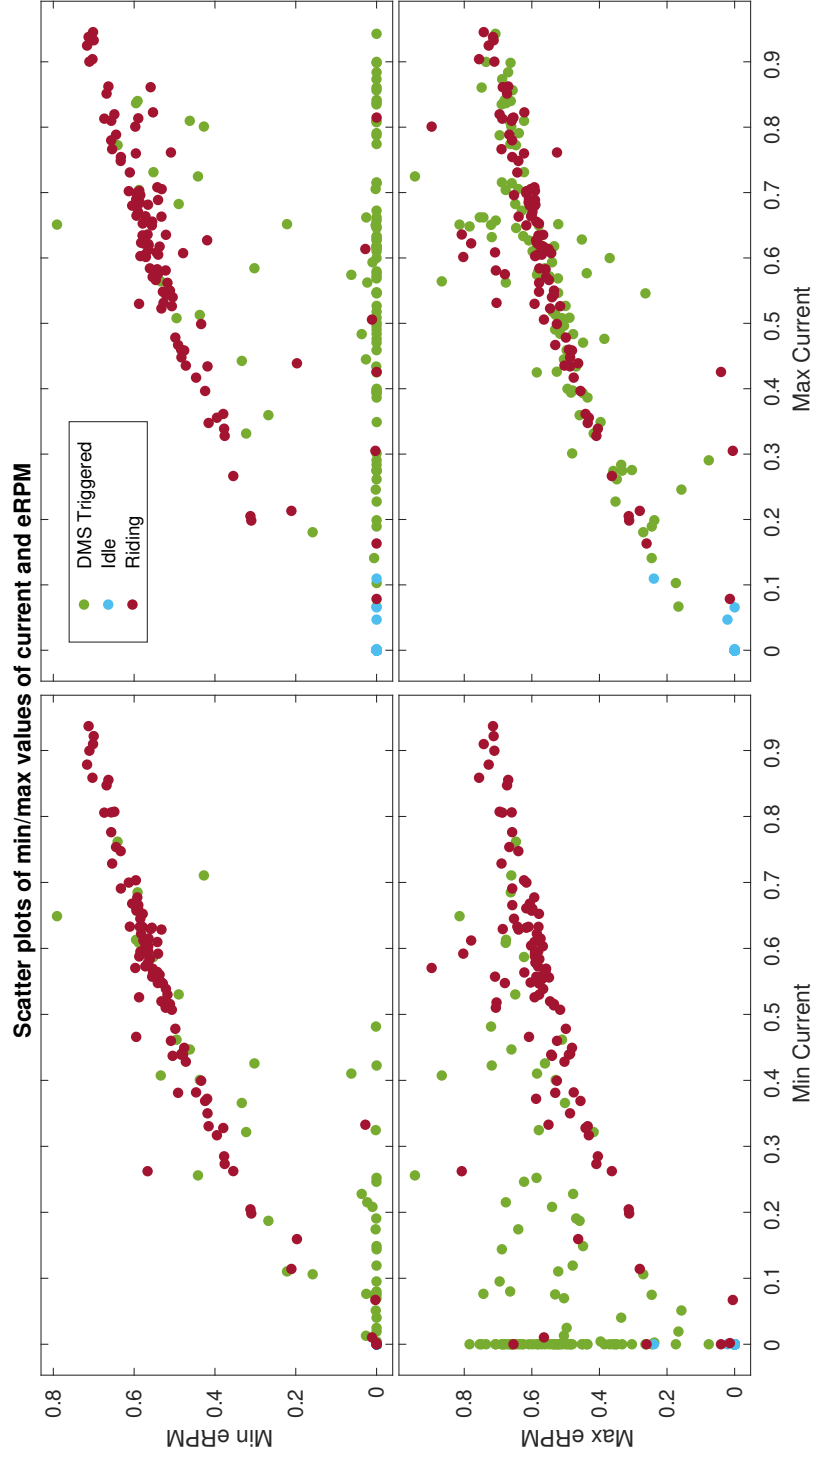 Scatter plots of min/max values of current and eRPM
DMS Triggered
Idle
Riding
Min eRPM
0.8
0.6
0.4
0.2
0
Max eRPM
0.8
0.6
0.4
0.2
0
0 0.1 0.2 0.3 0.4 0.5 0.6 0.7 0.8 0.9
Min Current
0 0.1 0.2 0.3 0.4 0.5 0.6 0.7 0.8 0.9
Max Current